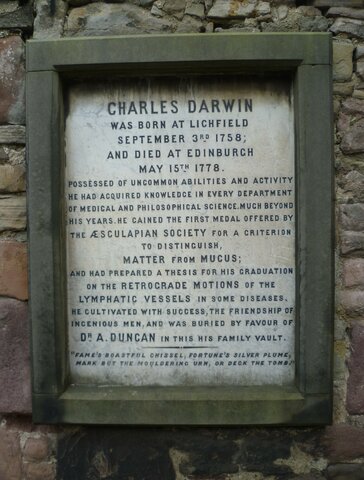 CHARLES DARWIN
WAS BORN AT LICHFIELD
SEPTEMBER 3RD 1758;
AND DIED AT EDINBURGH
MAY 15TH 1778.
POSSESSED OF UNCOMMON ABILITIES AND ACTIVITY
HE HAD ACQUIRED KNOWLEDGE IN EVERY DEPARTMENT
OF MEDICAL AND PHILOSOPHICAL SCIENCE, MUCH BEYOND
HIS YEARS. HE GAINED THE FIRST MEDAL OFFERED BY
THE ÆSCULAPIAN SOCIETY FOR A CRITERION
TO DISTINGUISH,
MATTER FROM MUCUS;
AND HAD PREPARED A THESIS FOR HIS GRADUATION
ON THE RETROGRADE MOTIONS OF THE
LYMPHATIC VESSELS IN SOME DISEASES.
HE CULTIVATED WITH SUCCESS, THE FRIENDSHIP OF
INGENIOUS MEN, AND WAS BURIED BY FAVOUR OF
DR A. DUNCAN IN THIS HIS FAMILY VAULT.
"FAME'S BOASTFUL CHISSEL, FORTUNE'S SILVER PLUME,
MARK BUT THE MOULDERING URN, OR DECK THE TOMB."